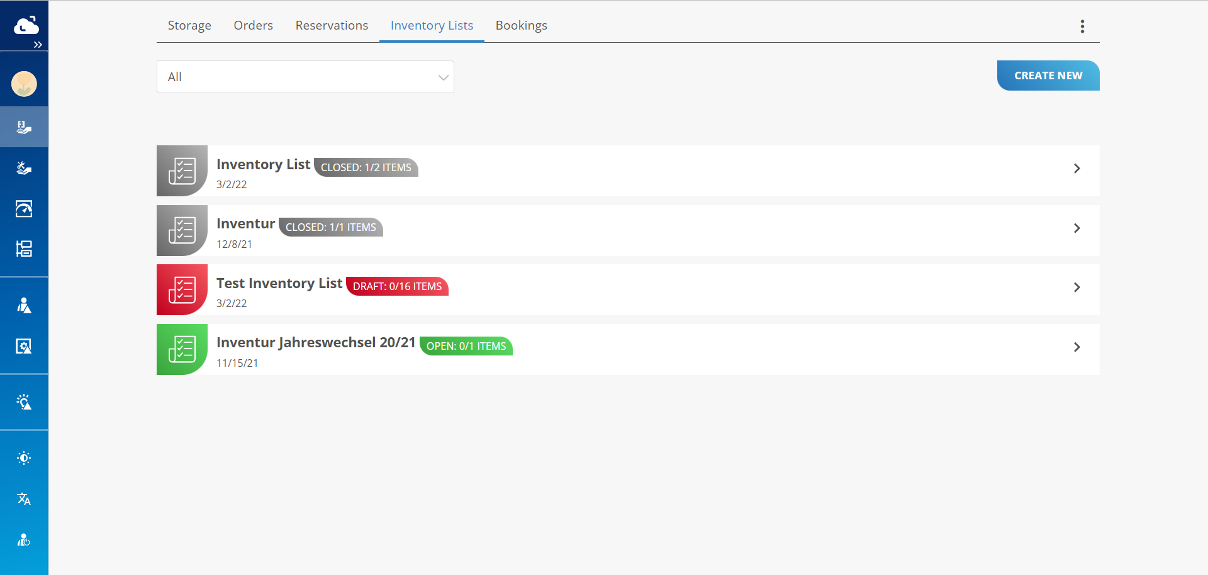 Storage Orders Reservations Inventory Lists Bookings
All
CREATE NEW
Inventory List CLOSED: 1/2 ITEMS
3/2/22
Inventur CLOSED: 1/1 ITEMS
12/8/21
Test Inventory List DRAFT: 0/16 ITEMS
3/2/22
Inventur Jahreswechsel 20/21 OPEN: 0/1 ITEMS
11/15/21